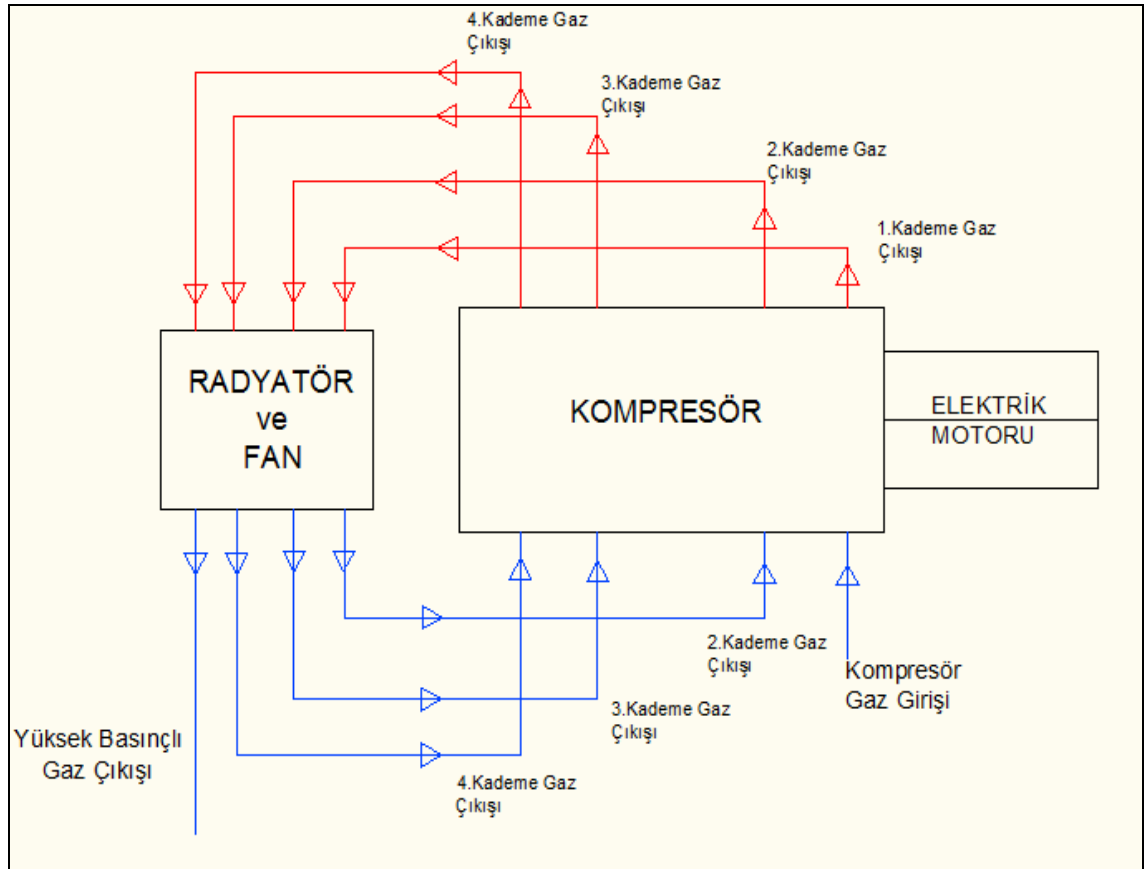 4.Kademe Gaz
Çıkışı
3.Kademe Gaz
Çıkışı
2.Kademe Gaz
Çıkışı
1.Kademe Gaz
Çıkışı
RADYATÖR
ve
FAN
KOMPRESÖR
ELEKTRİK
MOTORU
2.Kademe Gaz
Çıkışı
Kompresör
Gaz Girişi
3.Kademe Gaz
Çıkışı
Yüksek Basınçlı
Gaz Çıkışı
4.Kademe Gaz
Çıkışı